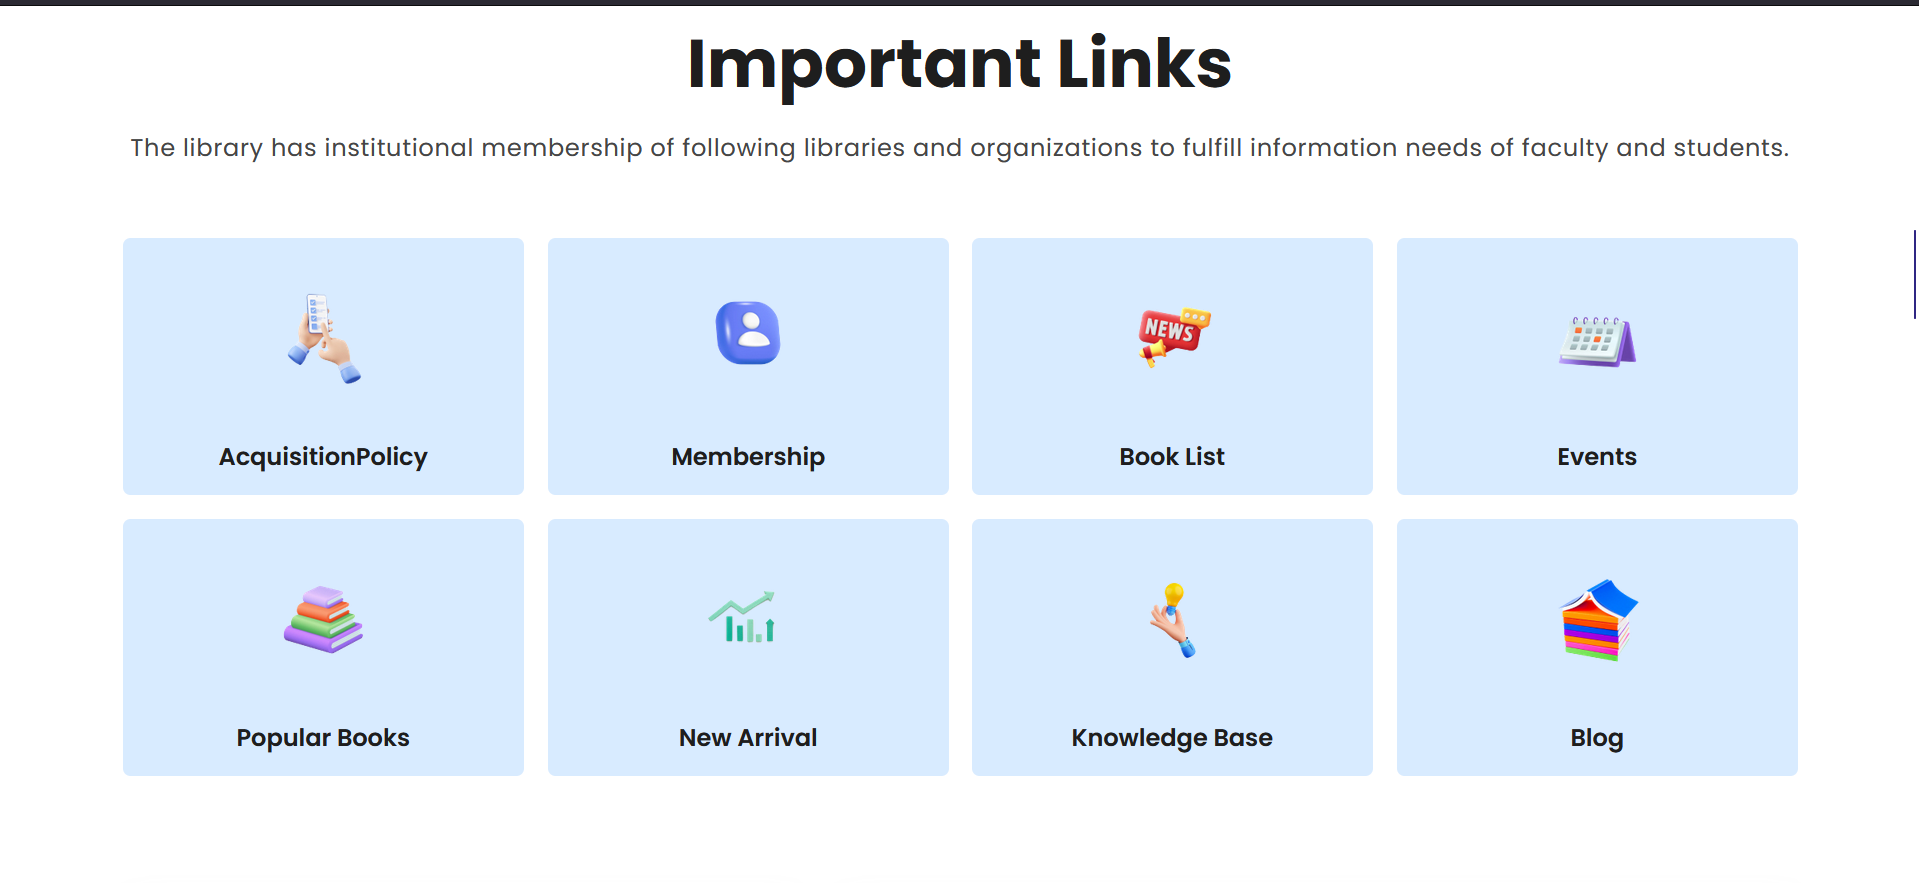 Important Links
The library has institutional membership of following libraries and organizations to fulfill information needs of faculty and students.
NEWS
AcquisitionPolicy
Membership
Book List
Events
Popular Books
New Arrival
Knowledge Base
Blog